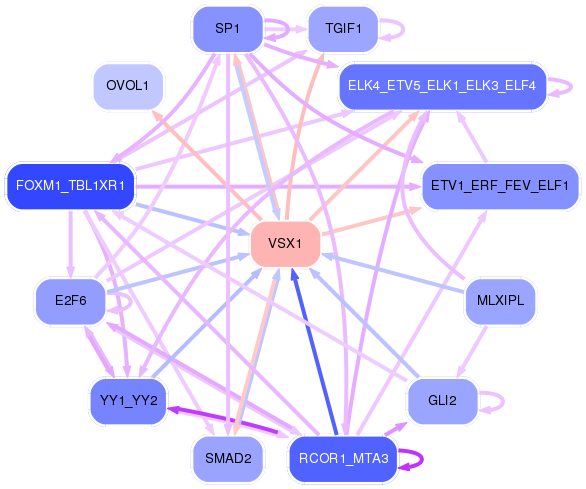 SP1
TGIF1
OVOL1
ELK4_ETV5_ELK1_ELK3_ELF4
FOXM1_TBL1XR1
ETV1_ERF_FEV_ELF1
VSX1
E2F6
MLXIPL
YY1_YY2
GLI2
SMAD2
RCOR1_MTA3